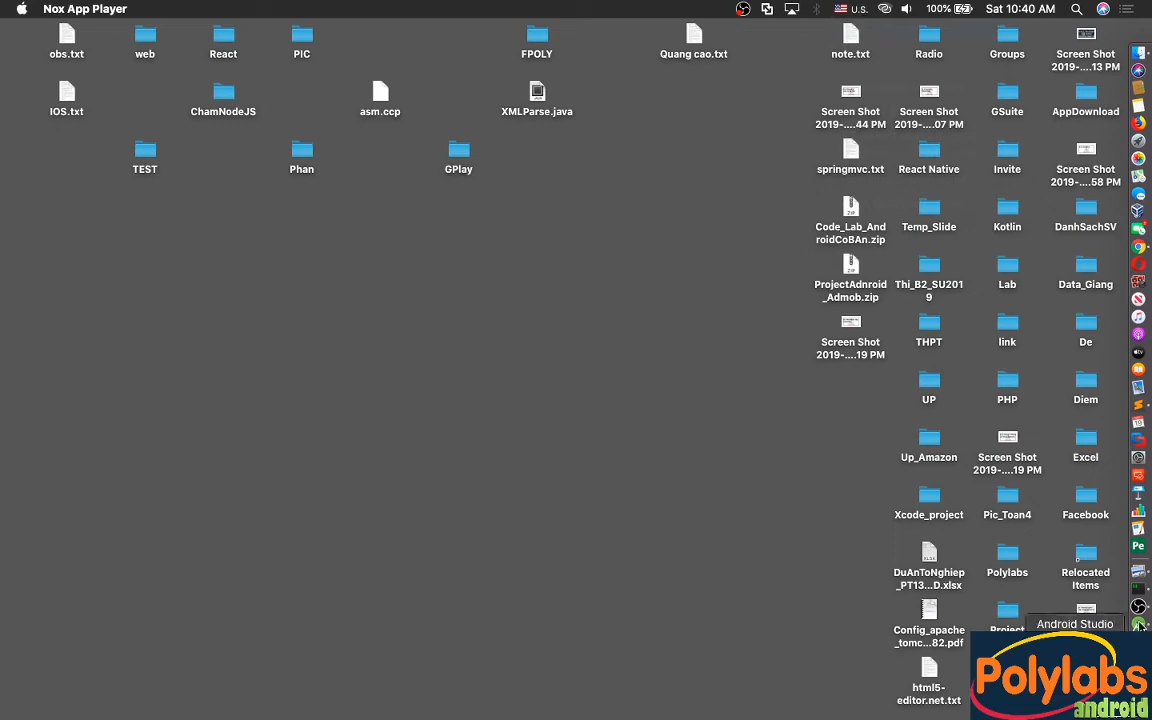 Nox App Player
U.S.
100%
Sat 10:40 AM
obs.txt
web
React
PIC
FPOLY
Quang cao.txt
note.txt
Radio
Groups
Screen Shot
2019-....13 PM
IOS.txt
ChamNodeJS
asm.ccp
XMLParse.java
Screen Shot
2019-....44 PM
Screen Shot
2019-....07 PM
GSuite
AppDownload
TEST
Phan
GPlay
springmvc.txt
React Native
Invite
Screen Shot
2019-....58 PM
Code_Lab_An
droidCoBAn.zip
Temp_Slide
Kotlin
DanhSachSV
ProjectAdnroid
_Admob.zip
Thi_B2_SU201
9
Lab
Data_Giang
Screen Shot
2019-....19 PM
THPT
link
De
UP
PHP
Diem
Up_Amazon
Screen Shot
2019-....19 PM
Excel
Xcode_project
Pic_Toan4
Facebook
Pe
DuAnToNghiep
_PT13...D.xlsx
Polylabs
Relocated
Items
Config_apache
_tomc...82.pdf
Project
Android Studio
html5-
editor.net.txt
Polylabs
android